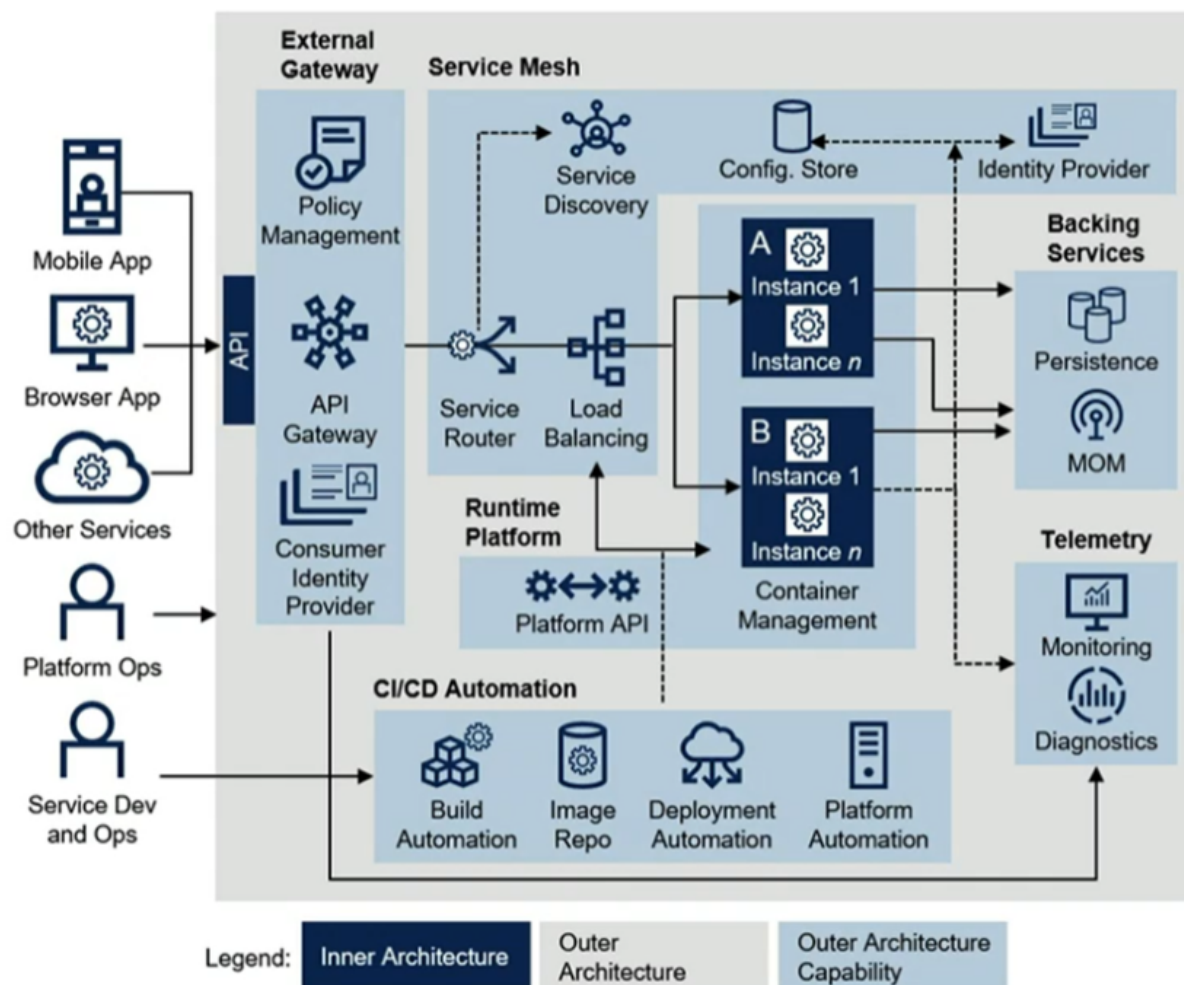 External
Gateway
Service Mesh
Policy
Management
Service
Discovery
Config. Store
Identity Provider
Mobile App
Browser App
Other Services
Platform Ops
Service Dev
and Ops
API
API
Gateway
Consumer
Identity
Provider
Service
Router
Load
Balancing
A
Instance 1
Instance n
B
Instance 1
Instance n
Container
Management
Backing
Services
Persistence
MOM
Runtime
Platform
Platform API
Telemetry
Monitoring
Diagnostics
CI/CD Automation
Build
Automation
Image
Repo
Deployment
Automation
Platform
Automation
Legend:
Inner Architecture
Outer
Architecture
Outer Architecture
Capability